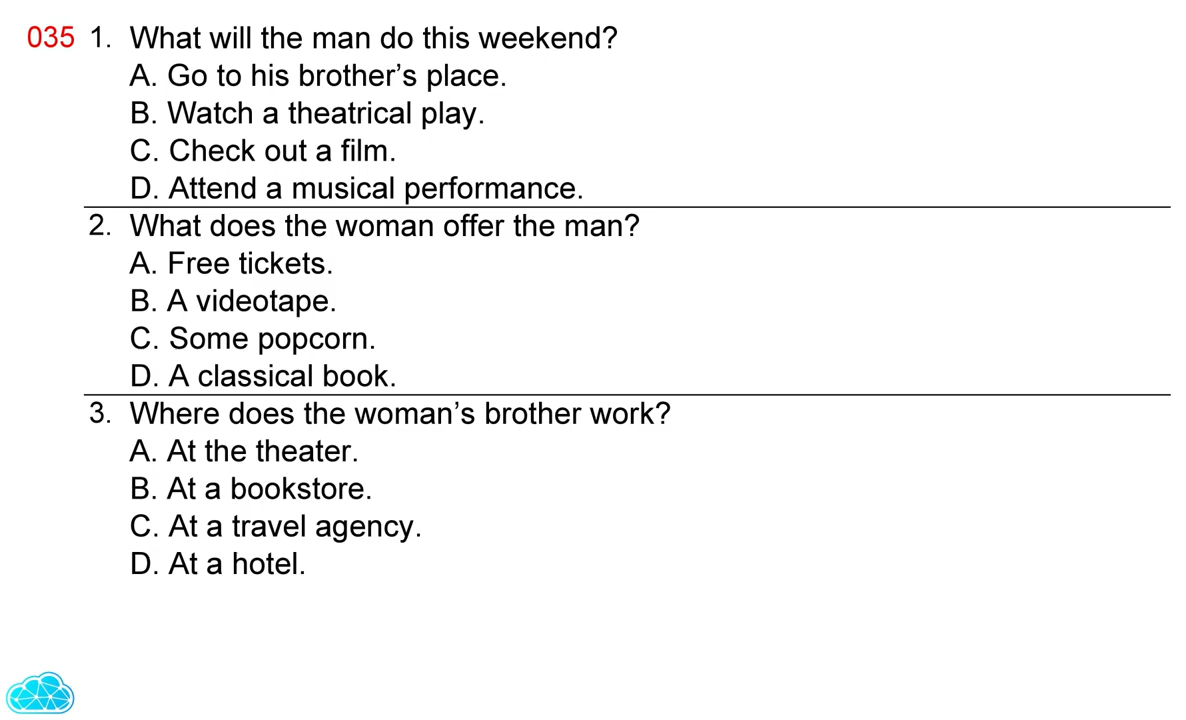 035 1. What will the man do this weekend?
A. Go to his brother’s place.
B. Watch a theatrical play.
C. Check out a film.
D. Attend a musical performance.
2. What does the woman offer the man?
A. Free tickets.
B. A videotape.
C. Some popcorn.
D. A classical book.
3. Where does the woman’s brother work?
A. At the theater.
B. At a bookstore.
C. At a travel agency.
D. At a hotel.